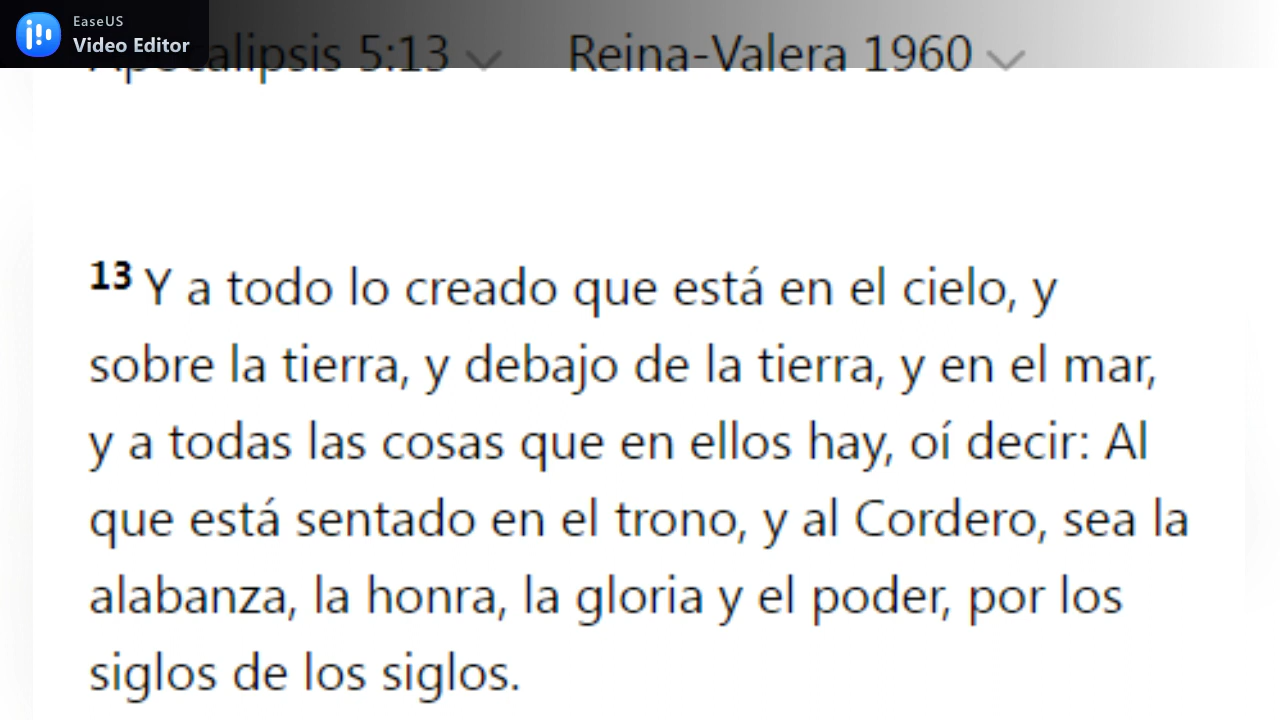 EaseUS
Video Editor
Apocalipsis 5:13 Reina-Valera 1960
13 Y a todo lo creado que está en el cielo, y
sobre la tierra, y debajo de la tierra, y en el mar,
y a todas las cosas que en ellos hay, oí decir: Al
que está sentado en el trono, y al Cordero, sea la
alabanza, la honra, la gloria y el poder, por los
siglos de los siglos.